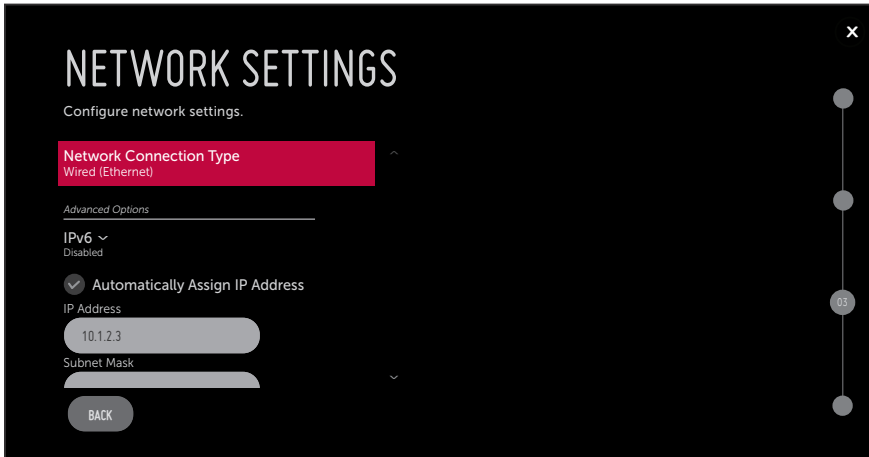 X
NETWORK SETTINGS
Configure network settings.
Network Connection Type
Wired (Ethernet)
Advanced Options
IPv6
Disabled
Automatically Assign IP Address
IP Address
10.1.2.3
03
Subnet Mask
BACK